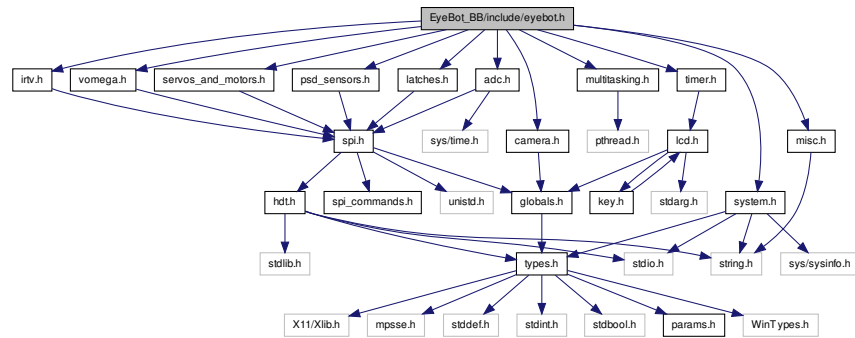 EyeBot_BB/include/eyebot.h
irtv.h
vomega.h
servos_and_motors.h
psd_sensors.h
latches.h
adc.h
multitasking.h
timer.h
spi.h
sys/time.h
camera.h
pthread.h
lcd.h
misc.h
hdt.h
spi_commands.h
unistd.h
globals.h
key.h
stdarg.h
system.h
stdlib.h
types.h
stdio.h
string.h
sys/sysinfo.h
X11/Xlib.h
mpsse.h
stddef.h
stdint.h
stdbool.h
params.h
WinTypes.h